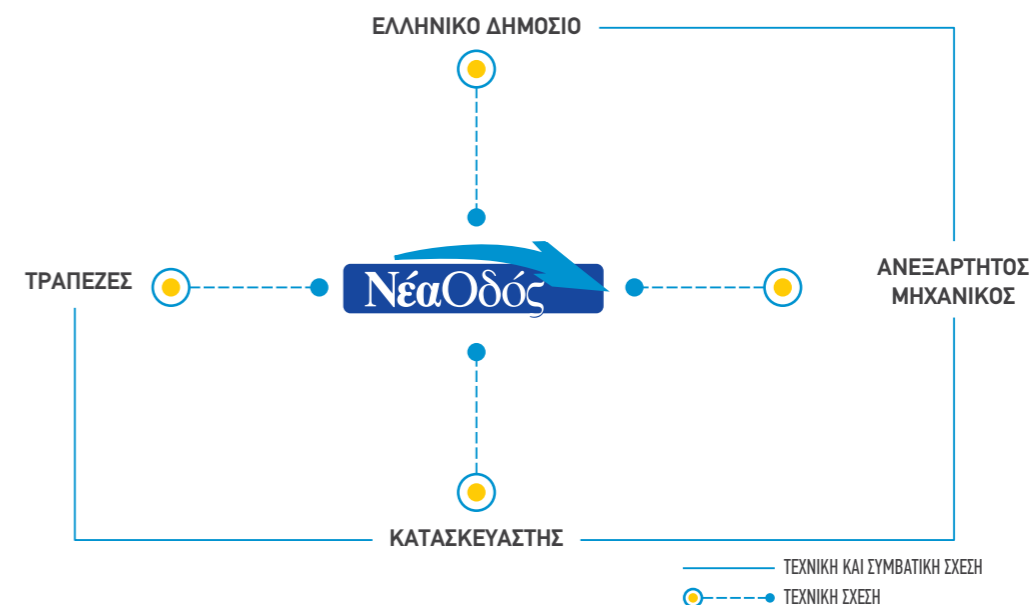 ΕΛΛΗΝΙΚΟ ΔΗΜΟΣΙΟ
ΤΡΑΠΕΖΕΣ
ΝέαΟδός
ΑΝΕΞΑΡΤΗΤΟΣ
ΜΗΧΑΝΙΚΟΣ
ΚΑΤΑΣΚΕΥΑΣΤΗΣ
ΤΕΧΝΙΚΗ ΚΑΙ ΣΥΜΒΑΤΙΚΗ ΣΧΕΣΗ
ΤΕΧΝΙΚΗ ΣΧΕΣΗ